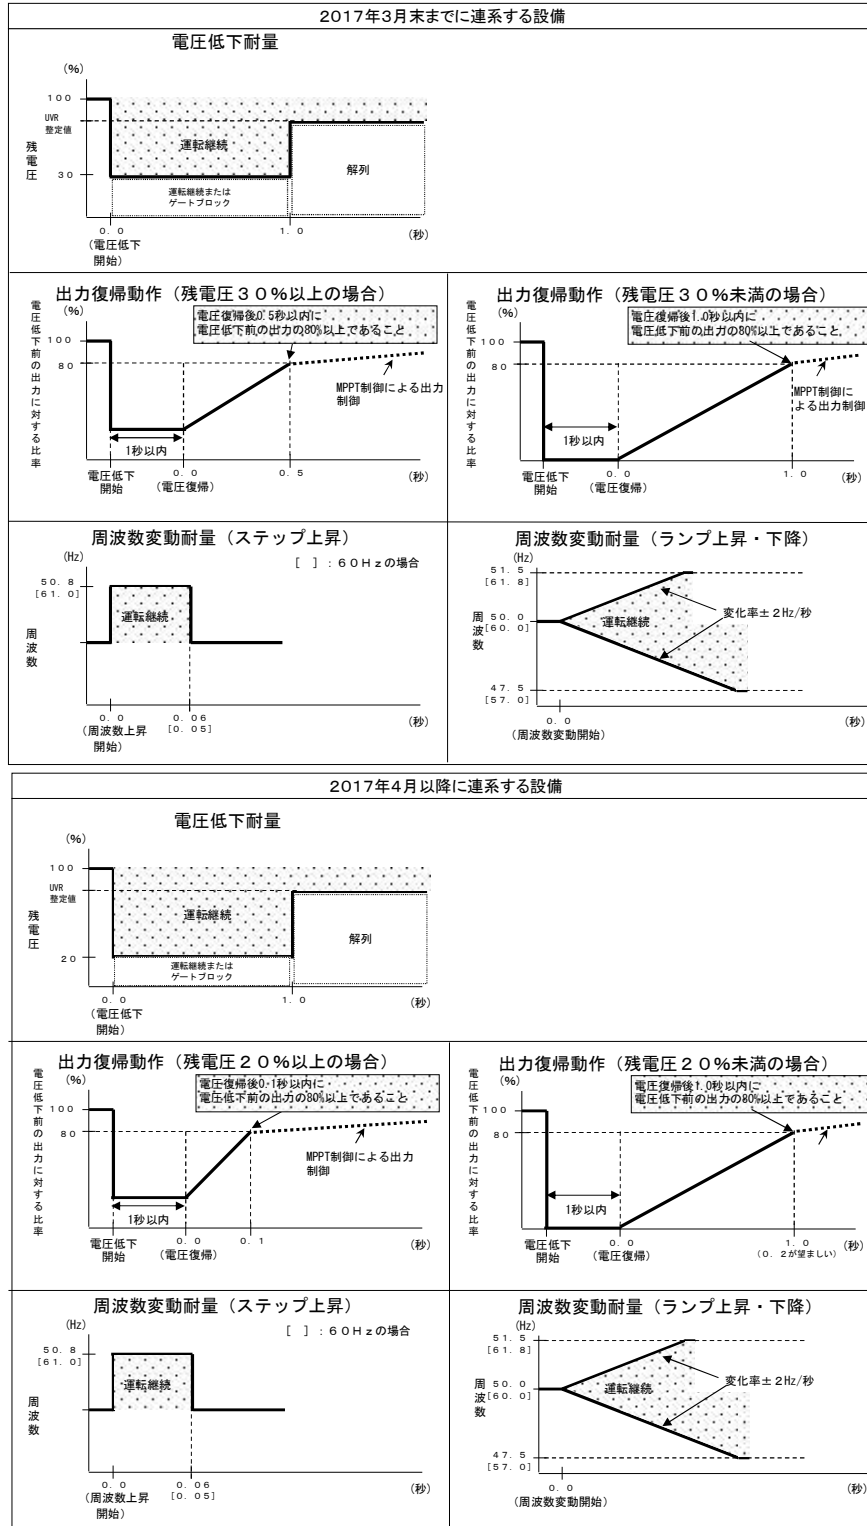 2017年3月末までに連系する設備
電圧低下耐量
(%)
100
UVR
整定値
残電圧
30
運転継続
運転継続または
ゲートブロック
解列
0.0
(電圧低下
開始)
1.0
(秒)
出力復帰動作（残電圧30%以上の場合）
(%)
電圧復帰後0.5秒以内に
電圧低下前の出力の80%以上であること
電圧低下前の出力に対する比率
100
80
MPPT制御による出力
制御
1秒以内
電圧低下
開始
0.0
(電圧復帰)
0.5
(秒)
出力復帰動作（残電圧30%未満の場合）
(%)
電圧復帰後1.0秒以内に
電圧低下前の出力の80%以上であること
電圧低下前の出力に対する比率
100
80
MPPT制御に
よる出力制御
1秒以内
電圧低下
開始
0.0
(電圧復帰)
1.0
(秒)
周波数変動耐量（ステップ上昇）
(Hz)
[ ]：60Hzの場合
50.8
[61.0]
周波数
運転継続
0.0
(周波数上昇
開始)
0.06
[0.05]
(秒)
周波数変動耐量（ランプ上昇・下降）
(Hz)
51.5
[61.8]
周波数
50.0
[60.0]
運転継続
変化率±2Hz/秒
47.5
[57.0]
0.0
(周波数変動開始)
(秒)
2017年4月以降に連系する設備
電圧低下耐量
(%)
100
UVR
整定値
残電圧
20
運転継続
運転継続または
ゲートブロック
解列
0.0
(電圧低下
開始)
1.0
(秒)
出力復帰動作（残電圧20%以上の場合）
(%)
電圧復帰後0.1秒以内に
電圧低下前の出力の80%以上であること
電圧低下前の出力に対する比率
100
80
MPPT制御による出力
制御
1秒以内
電圧低下
開始
0.0
(電圧復帰)
0.1
(秒)
出力復帰動作（残電圧20%未満の場合）
(%)
電圧復帰後1.0秒以内に
電圧低下前の出力の80%以上であること
電圧低下前の出力に対する比率
100
80
1秒以内
電圧低下
開始
0.0
(電圧復帰)
1.0
(0.2が望ましい)
(秒)
周波数変動耐量（ステップ上昇）
(Hz)
[ ]：60Hzの場合
50.8
[61.0]
周波数
運転継続
0.0
(周波数上昇
開始)
0.06
[0.05]
(秒)
周波数変動耐量（ランプ上昇・下降）
(Hz)
51.5
[61.8]
周波数
50.0
[60.0]
運転継続
変化率±2Hz/秒
47.5
[57.0]
0.0
(周波数変動開始)
(秒)